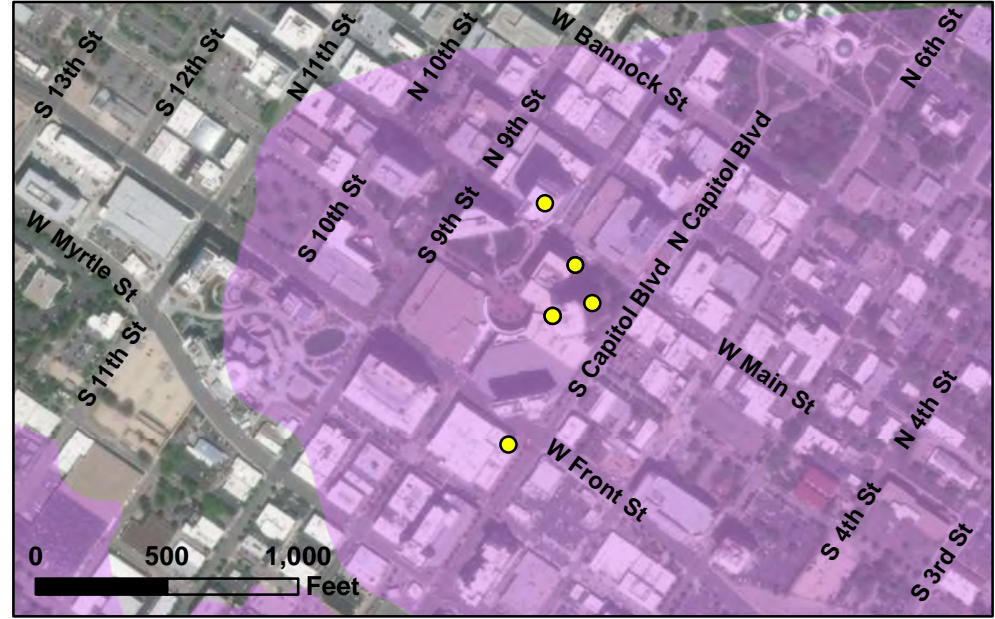 W Bannock St
N 6th St
S 13th St
S 12th St
N 11th St
N 10th St
N 9th St
N Capitol Blvd
S 10th St
S 9th St
W Myrtle St
S Capitol Blvd
S 11th St
W Main St
N 4th St
W Front St
S 4th St
S 3rd St
0 500 1,000
Feet